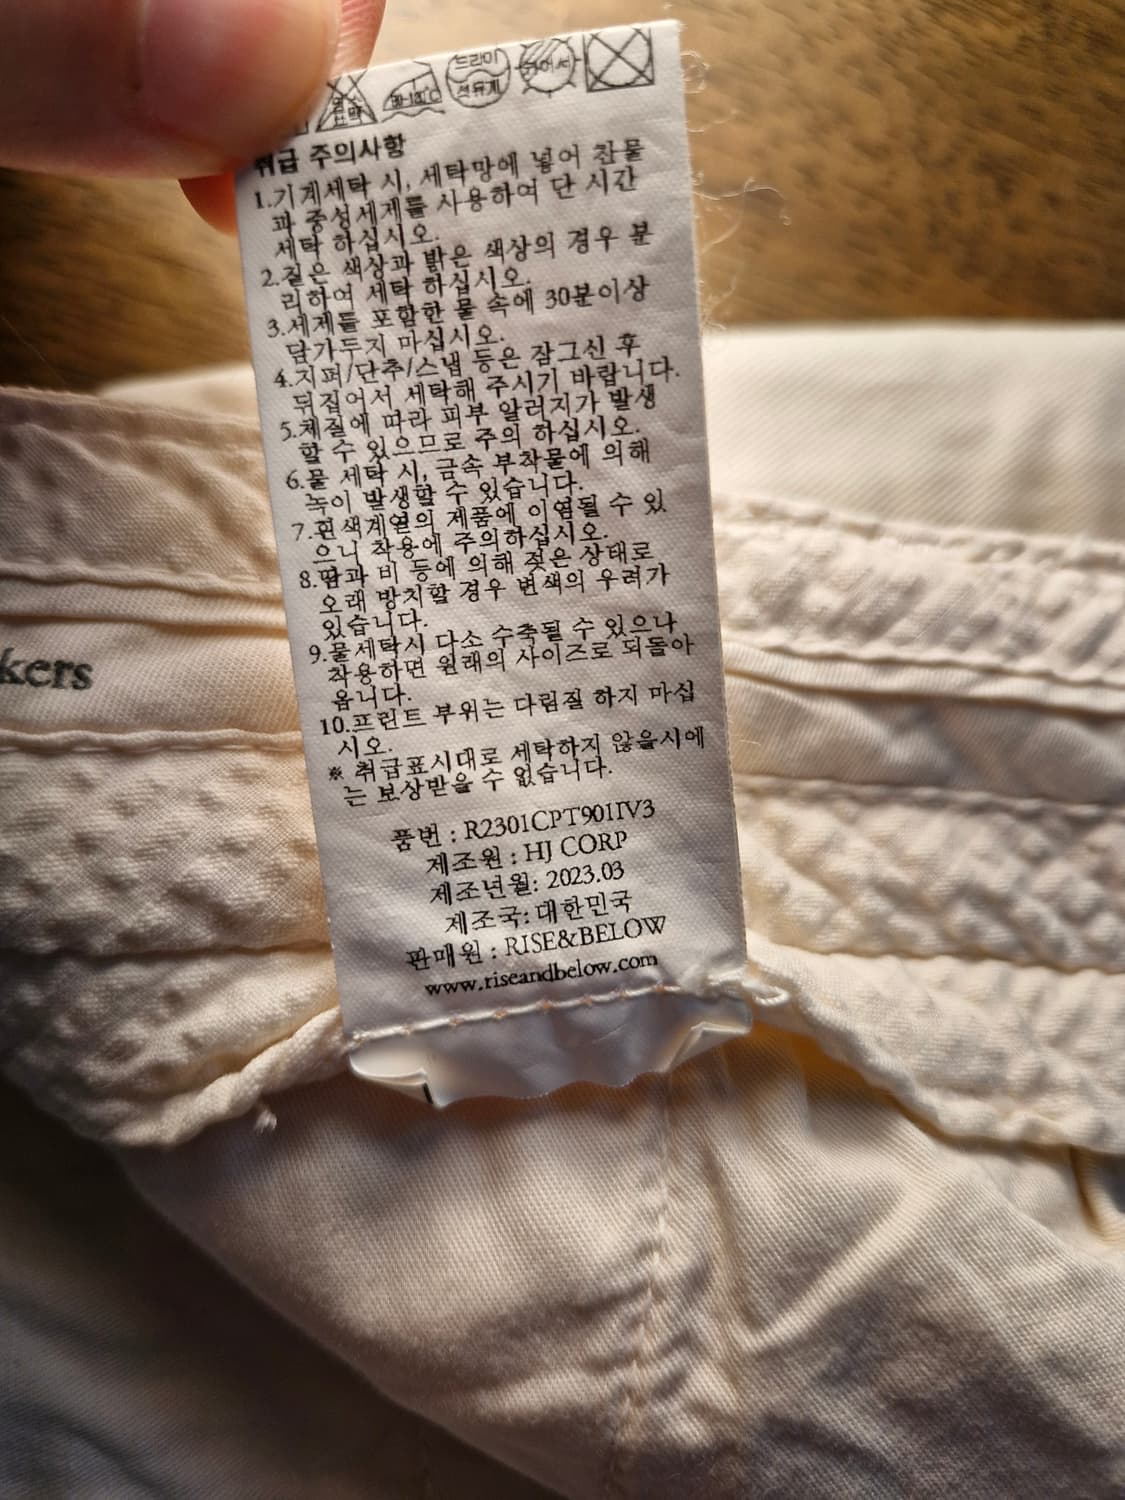 염소
표백
80-120℃
드라이
석유계
뉘어서
취급 주의사항
1.기계세탁 시, 세탁망에 넣어 찬물
과 중성세제를 사용하여 단 시간
세탁 하십시오.
2.짙은 색상과 밝은 색상의 경우 분
리하여 세탁 하십시오.
3.세제를 포함한 물 속에 30분이상
담가두지 마십시오.
4.지퍼/단추/스냅 등은 잠그신 후
뒤집어서 세탁해 주시기 바랍니다.
5.체질에 따라 피부 알러지가 발생
할 수 있으므로 주의 하십시오.
6.물 세탁 시, 금속 부착물에 의해
녹이 발생할 수 있습니다.
7.흰색계열의 제품에 이염될 수 있
으니 착용에 주의하십시오.
8.땀과 비 등에 의해 젖은 상태로
오래 방치할 경우 변색의 우려가
있습니다.
9.물세탁시 다소 수축될 수 있으나
착용하면 원래의 사이즈로 되돌아
옵니다.
10.프린트 부위는 다림질 하지 마십
시오.
※ 취급표시대로 세탁하지 않을시에
는 보상받을 수 없습니다.
품번 : R2301CPT901IV3
제조원 : HJ CORP
제조년월: 2023.03
제조국: 대한민국
판매원 : RISE&BELOW
www.riseandbelow.com
kers